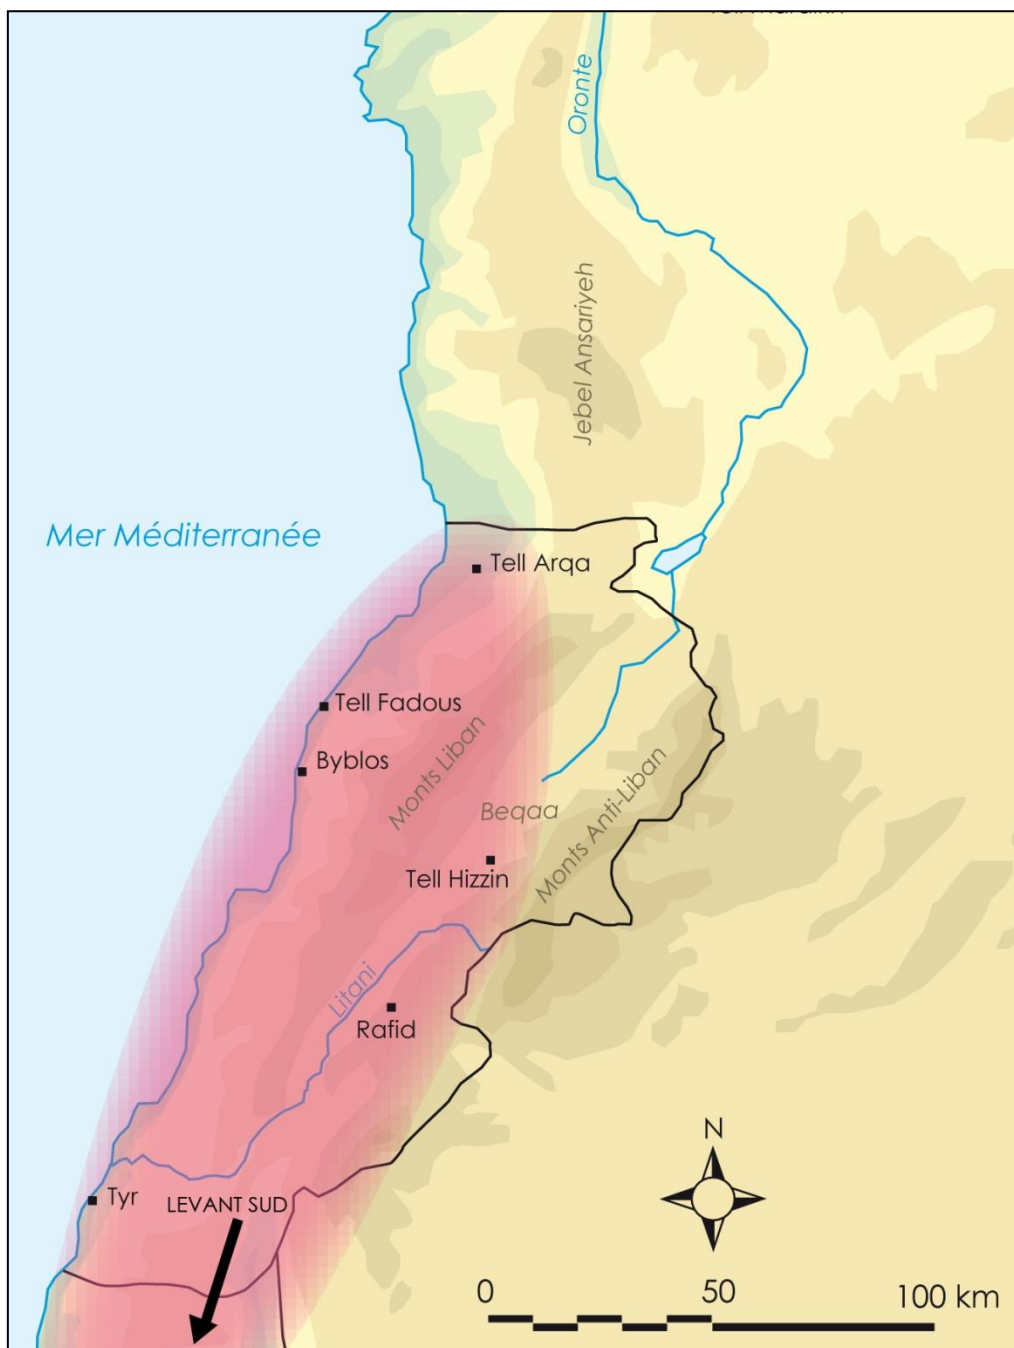 Oronte
Jebel Ansariyeh
Mer Méditerranée
Tell Arqa
Tell Fadous
Byblos
Monts Liban
Beqaa
Monts Anti-Liban
Tell Hizzin
Litani
Rafid
N
Tyr
LEVANT SUD
0 50 100 km